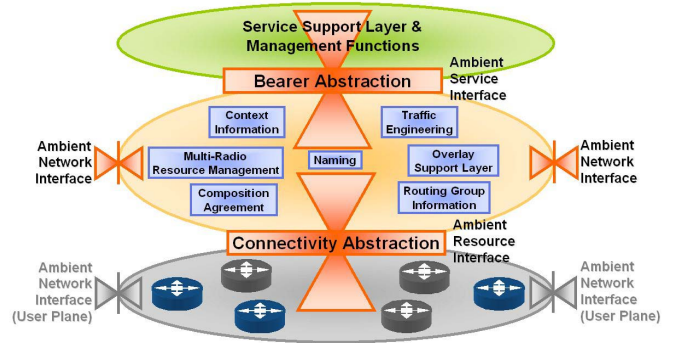 Service Support Layer &
Management Functions
Bearer Abstraction
Ambient
Service
Interface
Context
Information
Traffic
Engineering
Ambient
Network
Interface
Multi-Radio
Resource Management
Naming
Overlay
Support Layer
Ambient
Network
Interface
Composition
Agreement
Routing Group
Information
Connectivity Abstraction
Ambient
Resource
Interface
Ambient
Network
Interface
(User Plane)
Ambient
Network
Interface
(User Plane)